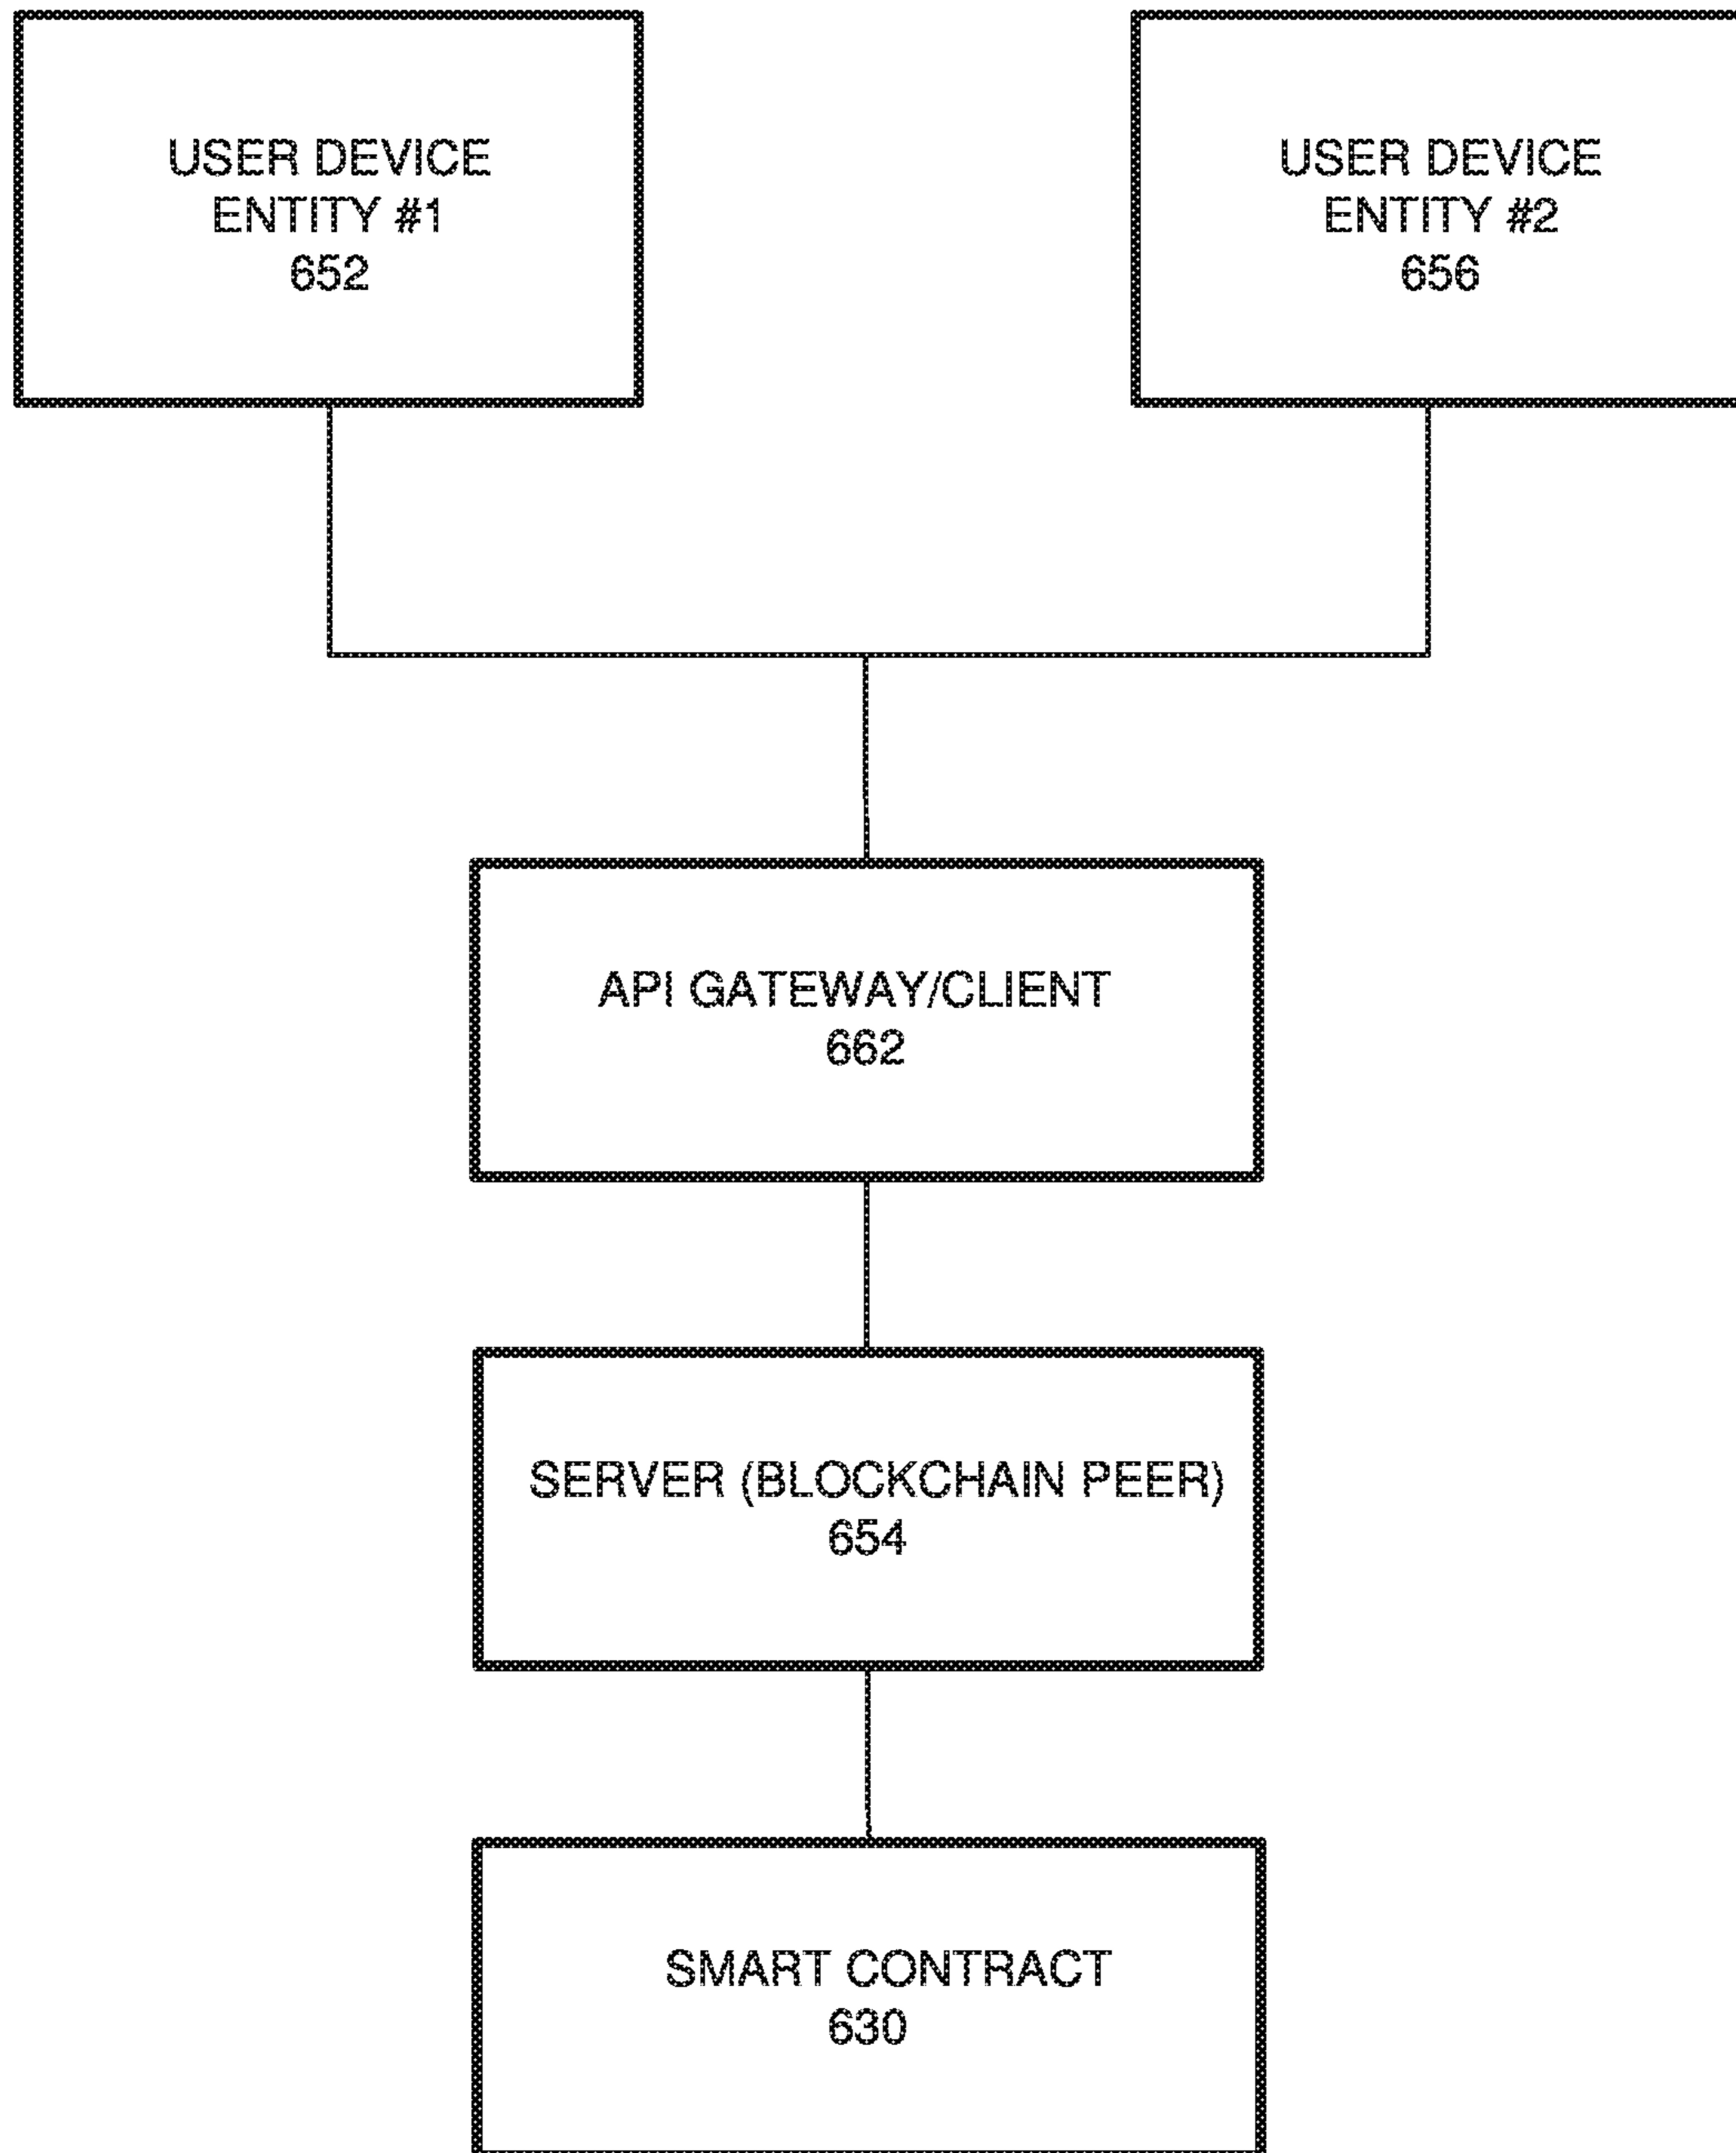 USER DEVICE
ENTITY #1
652
USER DEVICE
ENTITY #2
656
API GATEWAY/CLIENT
662
SERVER (BLOCKCHAIN PEER)
654
SMART CONTRACT
630